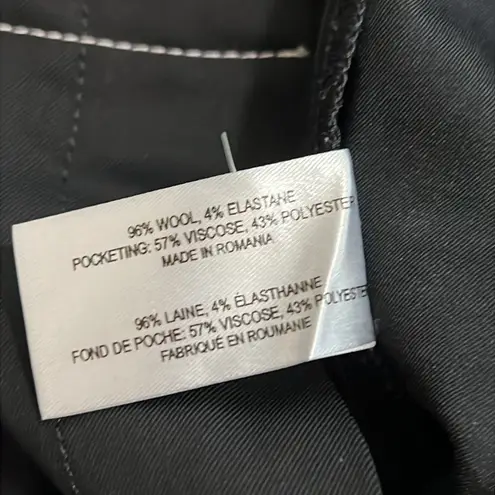 96% WOOL, 4% ELASTANE
POCKETING: 57% VISCOSE, 43% POLYESTER
MADE IN ROMANIA
96% LAINE, 4% ÉLASTHANNE
FOND DE POCHE: 57% VISCOSE, 43% POLYESTE
FABRIQUÉ EN ROUMANIE